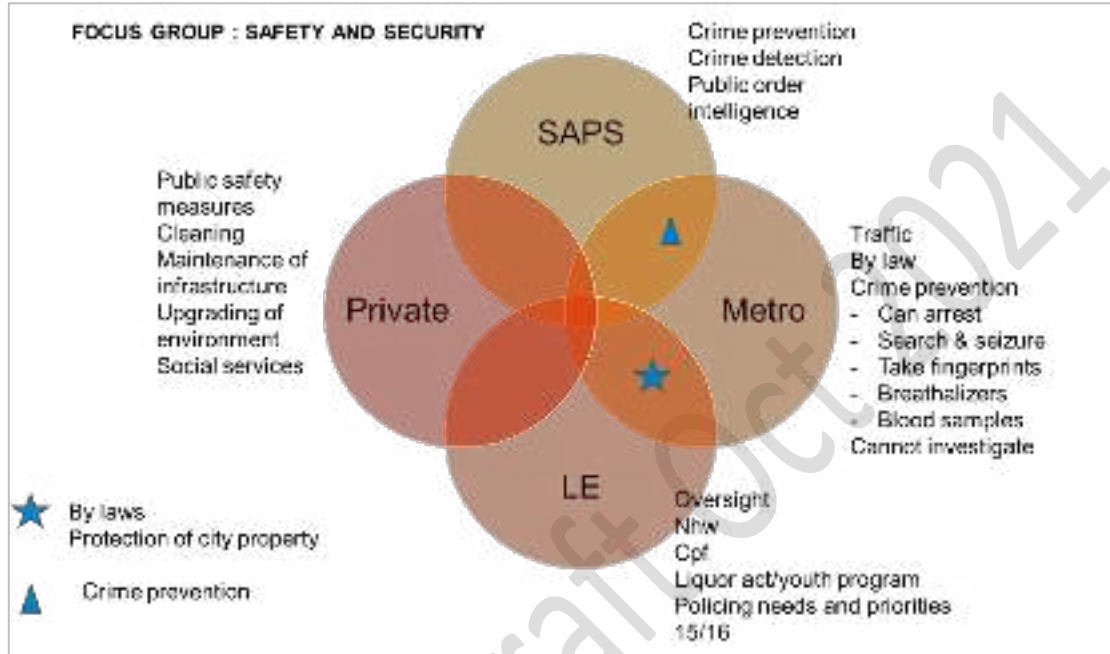 FOCUS GROUP : SAFETY AND SECURITY
Crime prevention
Crime detection
Public order
intelligence
SAPS
Public safety
measures
Cleaning
Maintenance of
infrastructure
Upgrading of
environment
Social services
Private
Metro
Traffic
By law
Crime prevention
- Can arrest
- Search & seizure
- Take fingerprints
- Breathalizers
- Blood samples
Cannot investigate
LE
Oversight
Nhw
Cpf
Liquor act/youth program
Policing needs and priorities
15/16
By laws
Protection of city property
Crime prevention
raft Oct 2021